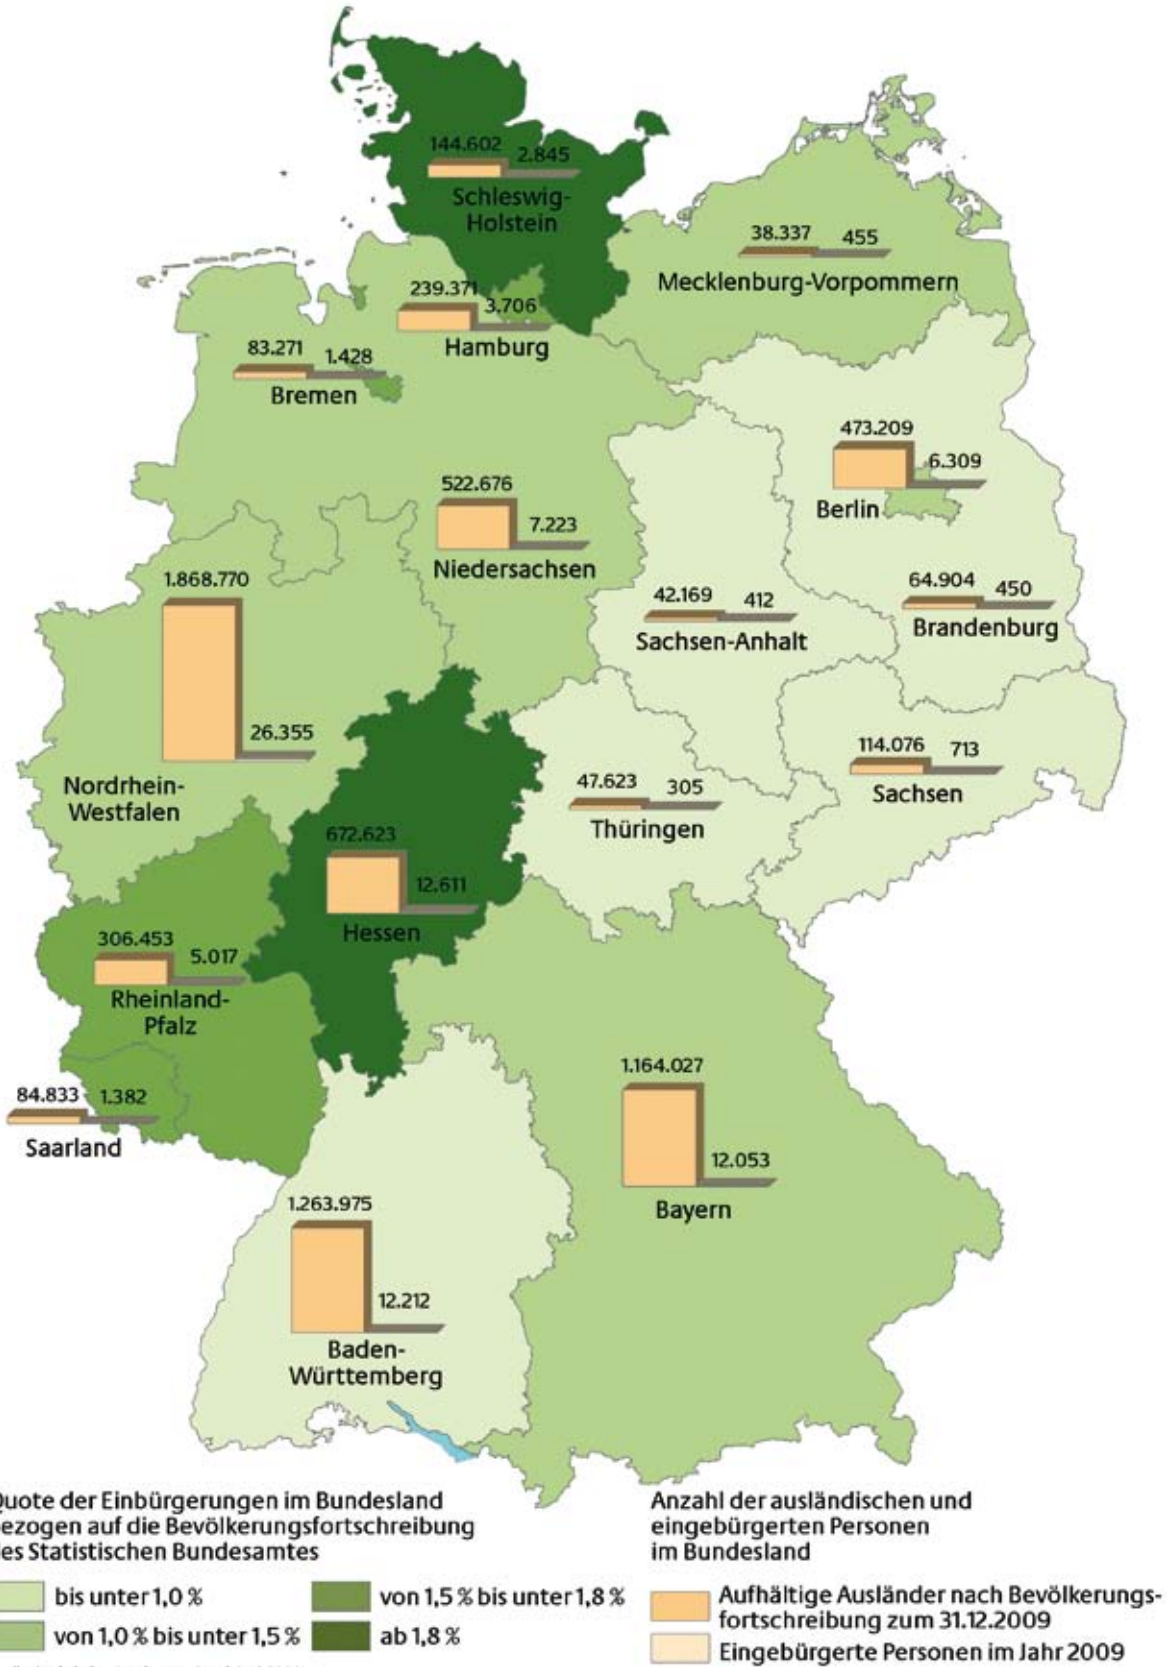 144.602 2.845
Schleswig-
Holstein
38.337 455
Mecklenburg-Vorpommern
239.371 3.706
Hamburg
83.271 1.428
Bremen
473.209 6.309
Berlin
522.676 7.223
Niedersachsen
1.868.770 26.355
Nordrhein-
Westfalen
42.169 412
Sachsen-Anhalt
64.904 450
Brandenburg
114.076 713
Sachsen
47.623 305
Thüringen
672.623 12.611
Hessen
306.453 5.017
Rheinland-
Pfalz
84.833 1.382
Saarland
1.164.027 12.053
Bayern
1.263.975 12.212
Baden-
Württemberg
Quote der Einbürgerungen im Bundesland
ezogen auf die Bevölkerungsfortschreibung
es Statistischen Bundesamtes
bis unter 1,0 %
von 1,0 % bis unter 1,5 %
von 1,5 % bis unter 1,8 %
ab 1,8 %
Anzahl der ausländischen und
eingebürgerten Personen
im Bundesland
Aufhältige Ausländer nach Bevölkerungs-
fortschreibung zum 31.12.2009
Eingebürgerte Personen im Jahr 2009